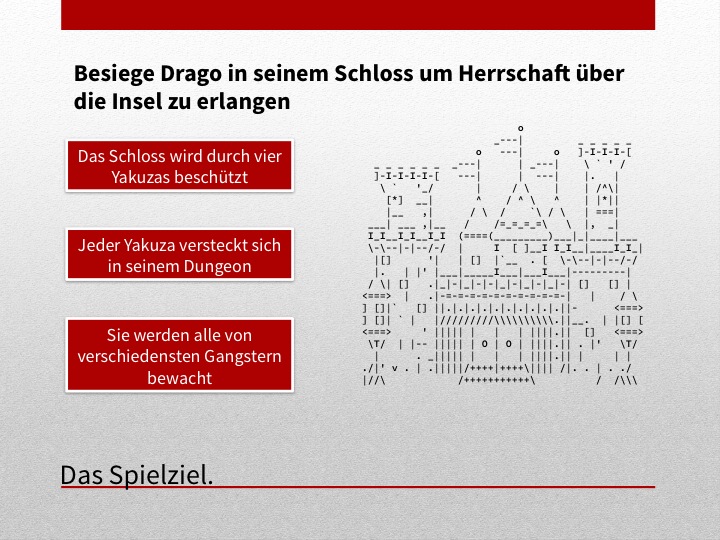 Besiege Drago in seinem Schloss um Herrschaft über
die Insel zu erlangen
Das Schloss wird durch vier
Yakuzas beschützt
Jeder Yakuza versteckt sich
in seinem Dungeon
Sie werden alle von
verschiedensten Gangstern
bewacht
Das Spielziel.